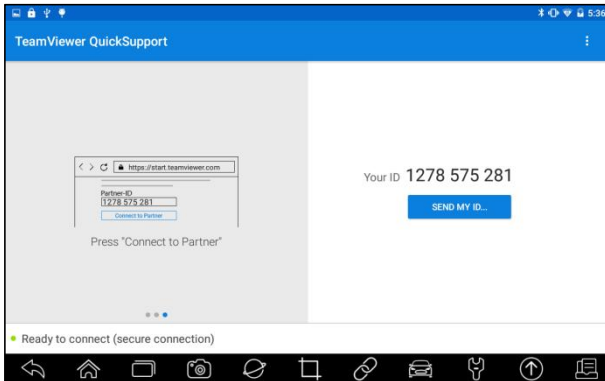 5:36
TeamViewer QuickSupport
https://start.teamviewer.com
Partner-ID
1278 575 281
Connect to Partner
Press "Connect to Partner"
Your ID 1278 575 281
SEND MY ID...
Ready to connect (secure connection)